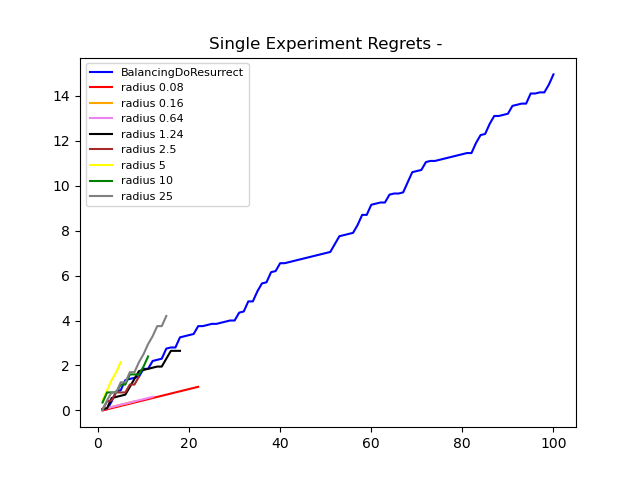 Single Experiment Regrets -
BalancingDoResurrect
radius 0.08
radius 0.16
radius 0.64
radius 1.24
radius 2.5
radius 5
radius 10
radius 25
14
12
10
8
6
4
2
0
0 20 40 60 80 100